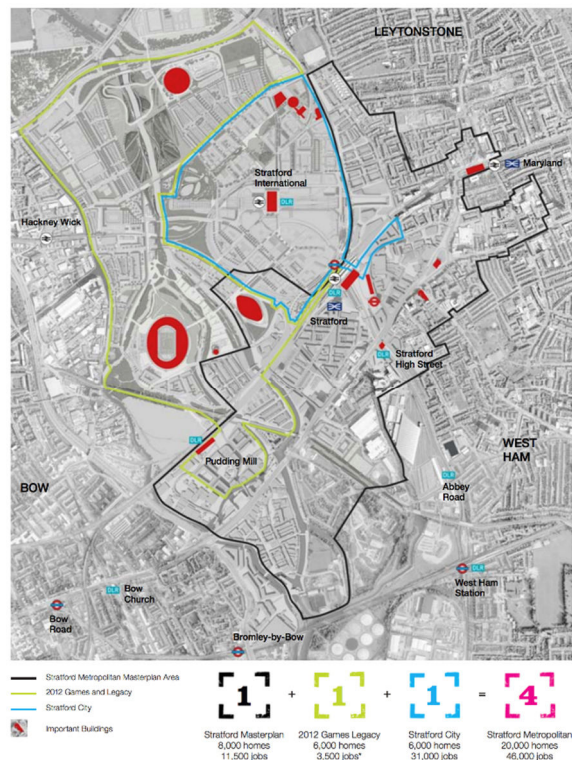 LEYTONSTONE
Maryland
Stratford
International
DLR
Hackney Wick
DLR
Stratford
Stratford
High Street
DLR
Pudding Mill
WEST
HAM
BOW
DLR
Abbey
Road
DLR
West Ham
Station
DLR
Bow
Church
Bow
Road
Bromley-by-Bow
Stratford Metropolitan Masterplan Area
2012 Games and Legacy
Stratford City
Important Buildings
1 + 1 + 1 = 4
Stratford Masterplan
8,000 homes
11,500 jobs
2012 Games Legacy
6,000 homes
3,500 jobs*
Stratford City
6,000 homes
31,000 jobs
Stratford Metropolitan
20,000 homes
46,000 jobs